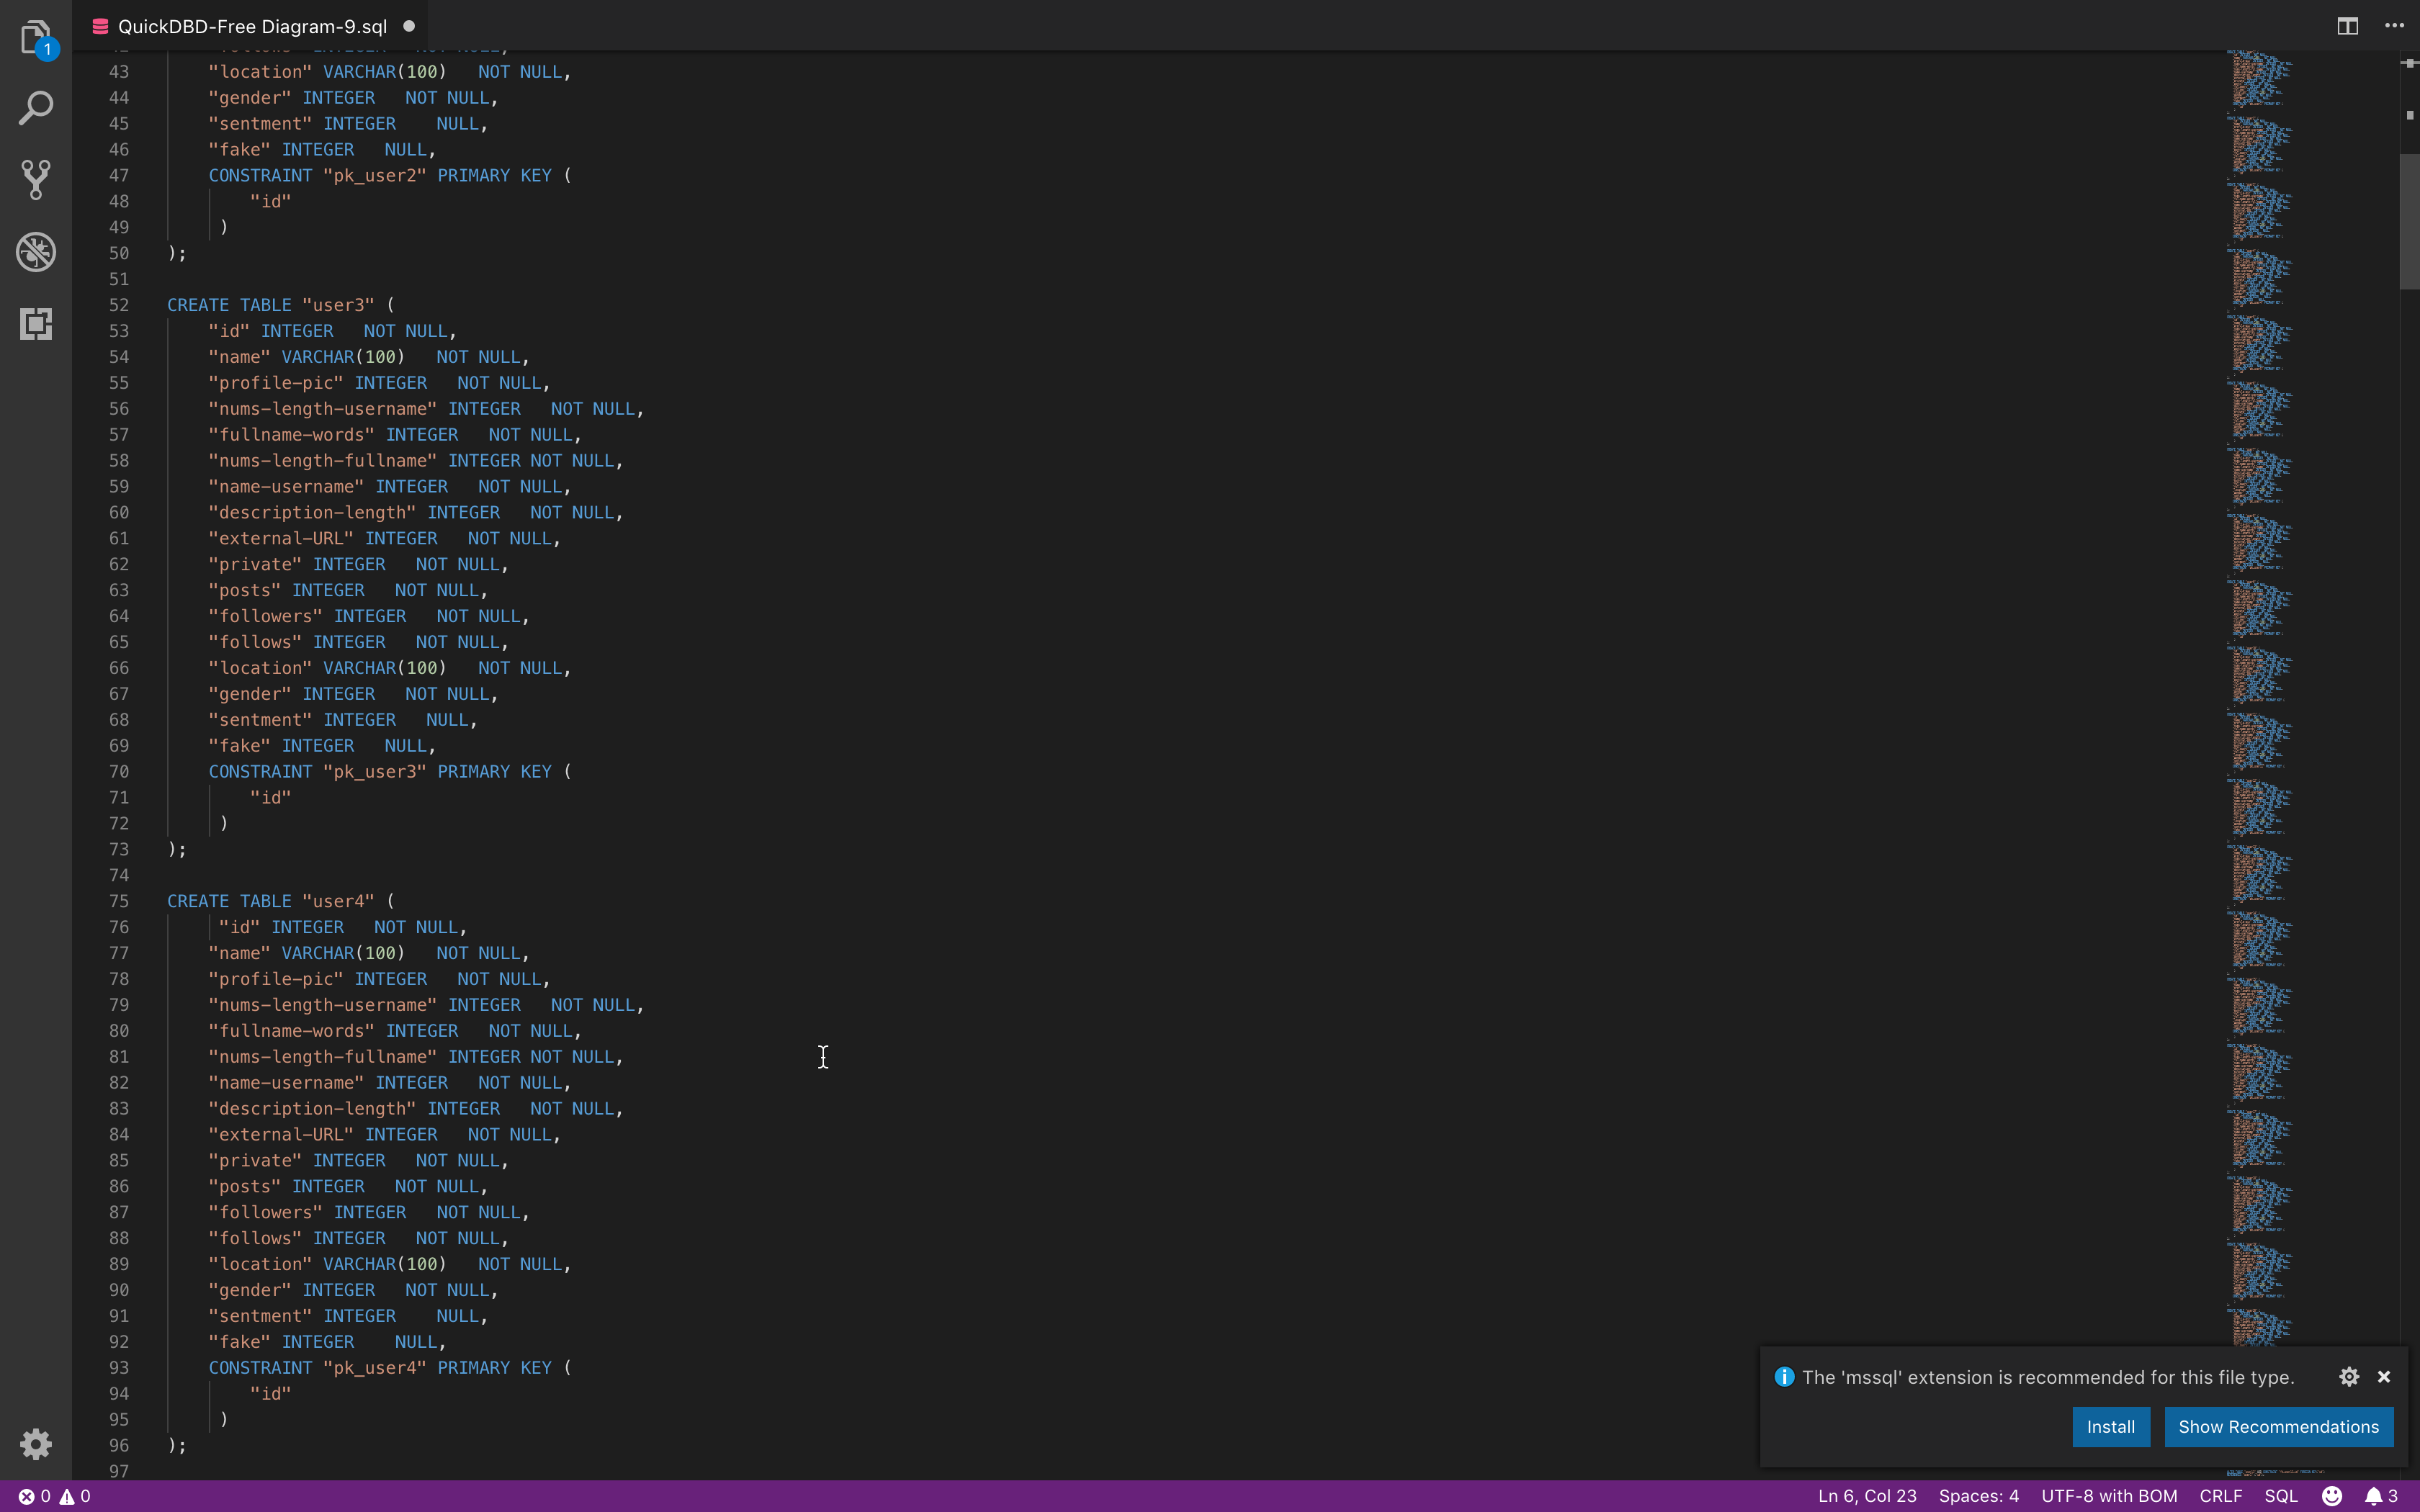 1
QuickDBD-Free Diagram-9.sql
43 "location" VARCHAR(100) NOT NULL,
44 "gender" INTEGER NOT NULL,
45 "sentment" INTEGER NULL,
46 "fake" INTEGER NULL,
47 CONSTRAINT "pk_user2" PRIMARY KEY (
48 "id"
49 )
50 );
51
52 CREATE TABLE "user3" (
53 "id" INTEGER NOT NULL,
54 "name" VARCHAR(100) NOT NULL,
55 "profile-pic" INTEGER NOT NULL,
56 "nums-length-username" INTEGER NOT NULL,
57 "fullname-words" INTEGER NOT NULL,
58 "nums-length-fullname" INTEGER NOT NULL,
59 "name-username" INTEGER NOT NULL,
60 "description-length" INTEGER NOT NULL,
61 "external-URL" INTEGER NOT NULL,
62 "private" INTEGER NOT NULL,
63 "posts" INTEGER NOT NULL,
64 "followers" INTEGER NOT NULL,
65 "follows" INTEGER NOT NULL,
66 "location" VARCHAR(100) NOT NULL,
67 "gender" INTEGER NOT NULL,
68 "sentment" INTEGER NULL,
69 "fake" INTEGER NULL,
70 CONSTRAINT "pk_user3" PRIMARY KEY (
71 "id"
72 )
73 );
74
75 CREATE TABLE "user4" (
76 "id" INTEGER NOT NULL,
77 "name" VARCHAR(100) NOT NULL,
78 "profile-pic" INTEGER NOT NULL,
79 "nums-length-username" INTEGER NOT NULL,
80 "fullname-words" INTEGER NOT NULL,
81 "nums-length-fullname" INTEGER NOT NULL,
82 "name-username" INTEGER NOT NULL,
83 "description-length" INTEGER NOT NULL,
84 "external-URL" INTEGER NOT NULL,
85 "private" INTEGER NOT NULL,
86 "posts" INTEGER NOT NULL,
87 "followers" INTEGER NOT NULL,
88 "follows" INTEGER NOT NULL,
89 "location" VARCHAR(100) NOT NULL,
90 "gender" INTEGER NOT NULL,
91 "sentment" INTEGER NULL,
92 "fake" INTEGER NULL,
93 CONSTRAINT "pk_user4" PRIMARY KEY (
94 "id"
95 )
96 );
97
The 'mssql' extension is recommended for this file type.
Install Show Recommendations
0 0 Ln 6, Col 23 Spaces: 4 UTF-8 with BOM CRLF SQL 3